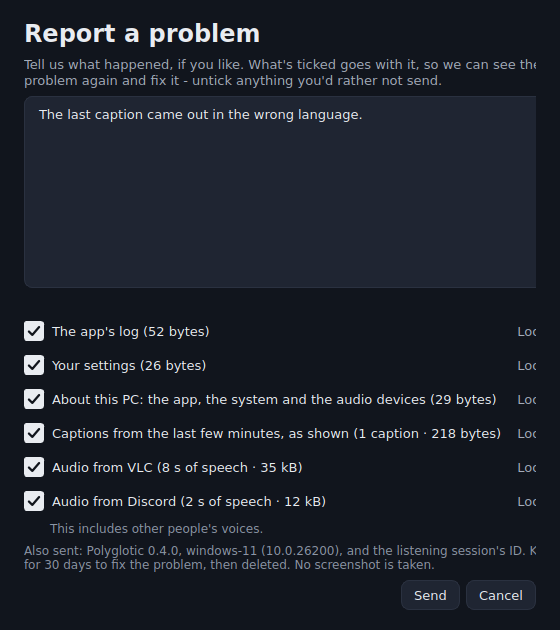 Report a problem
Tell us what happened, if you like. What's ticked goes with it, so we can see the
problem again and fix it - untick anything you'd rather not send.
The last caption came out in the wrong language.
The app's log (52 bytes)
Your settings (26 bytes)
About this PC: the app, the system and the audio devices (29 bytes)
Captions from the last few minutes, as shown (1 caption · 218 bytes)
Audio from VLC (8 s of speech · 35 kB)
Audio from Discord (2 s of speech · 12 kB)
This includes other people's voices.
Also sent: Polyglotic 0.4.0, windows-11 (10.0.26200), and the listening session's ID.
for 30 days to fix the problem, then deleted. No screenshot is taken.
Send Cancel